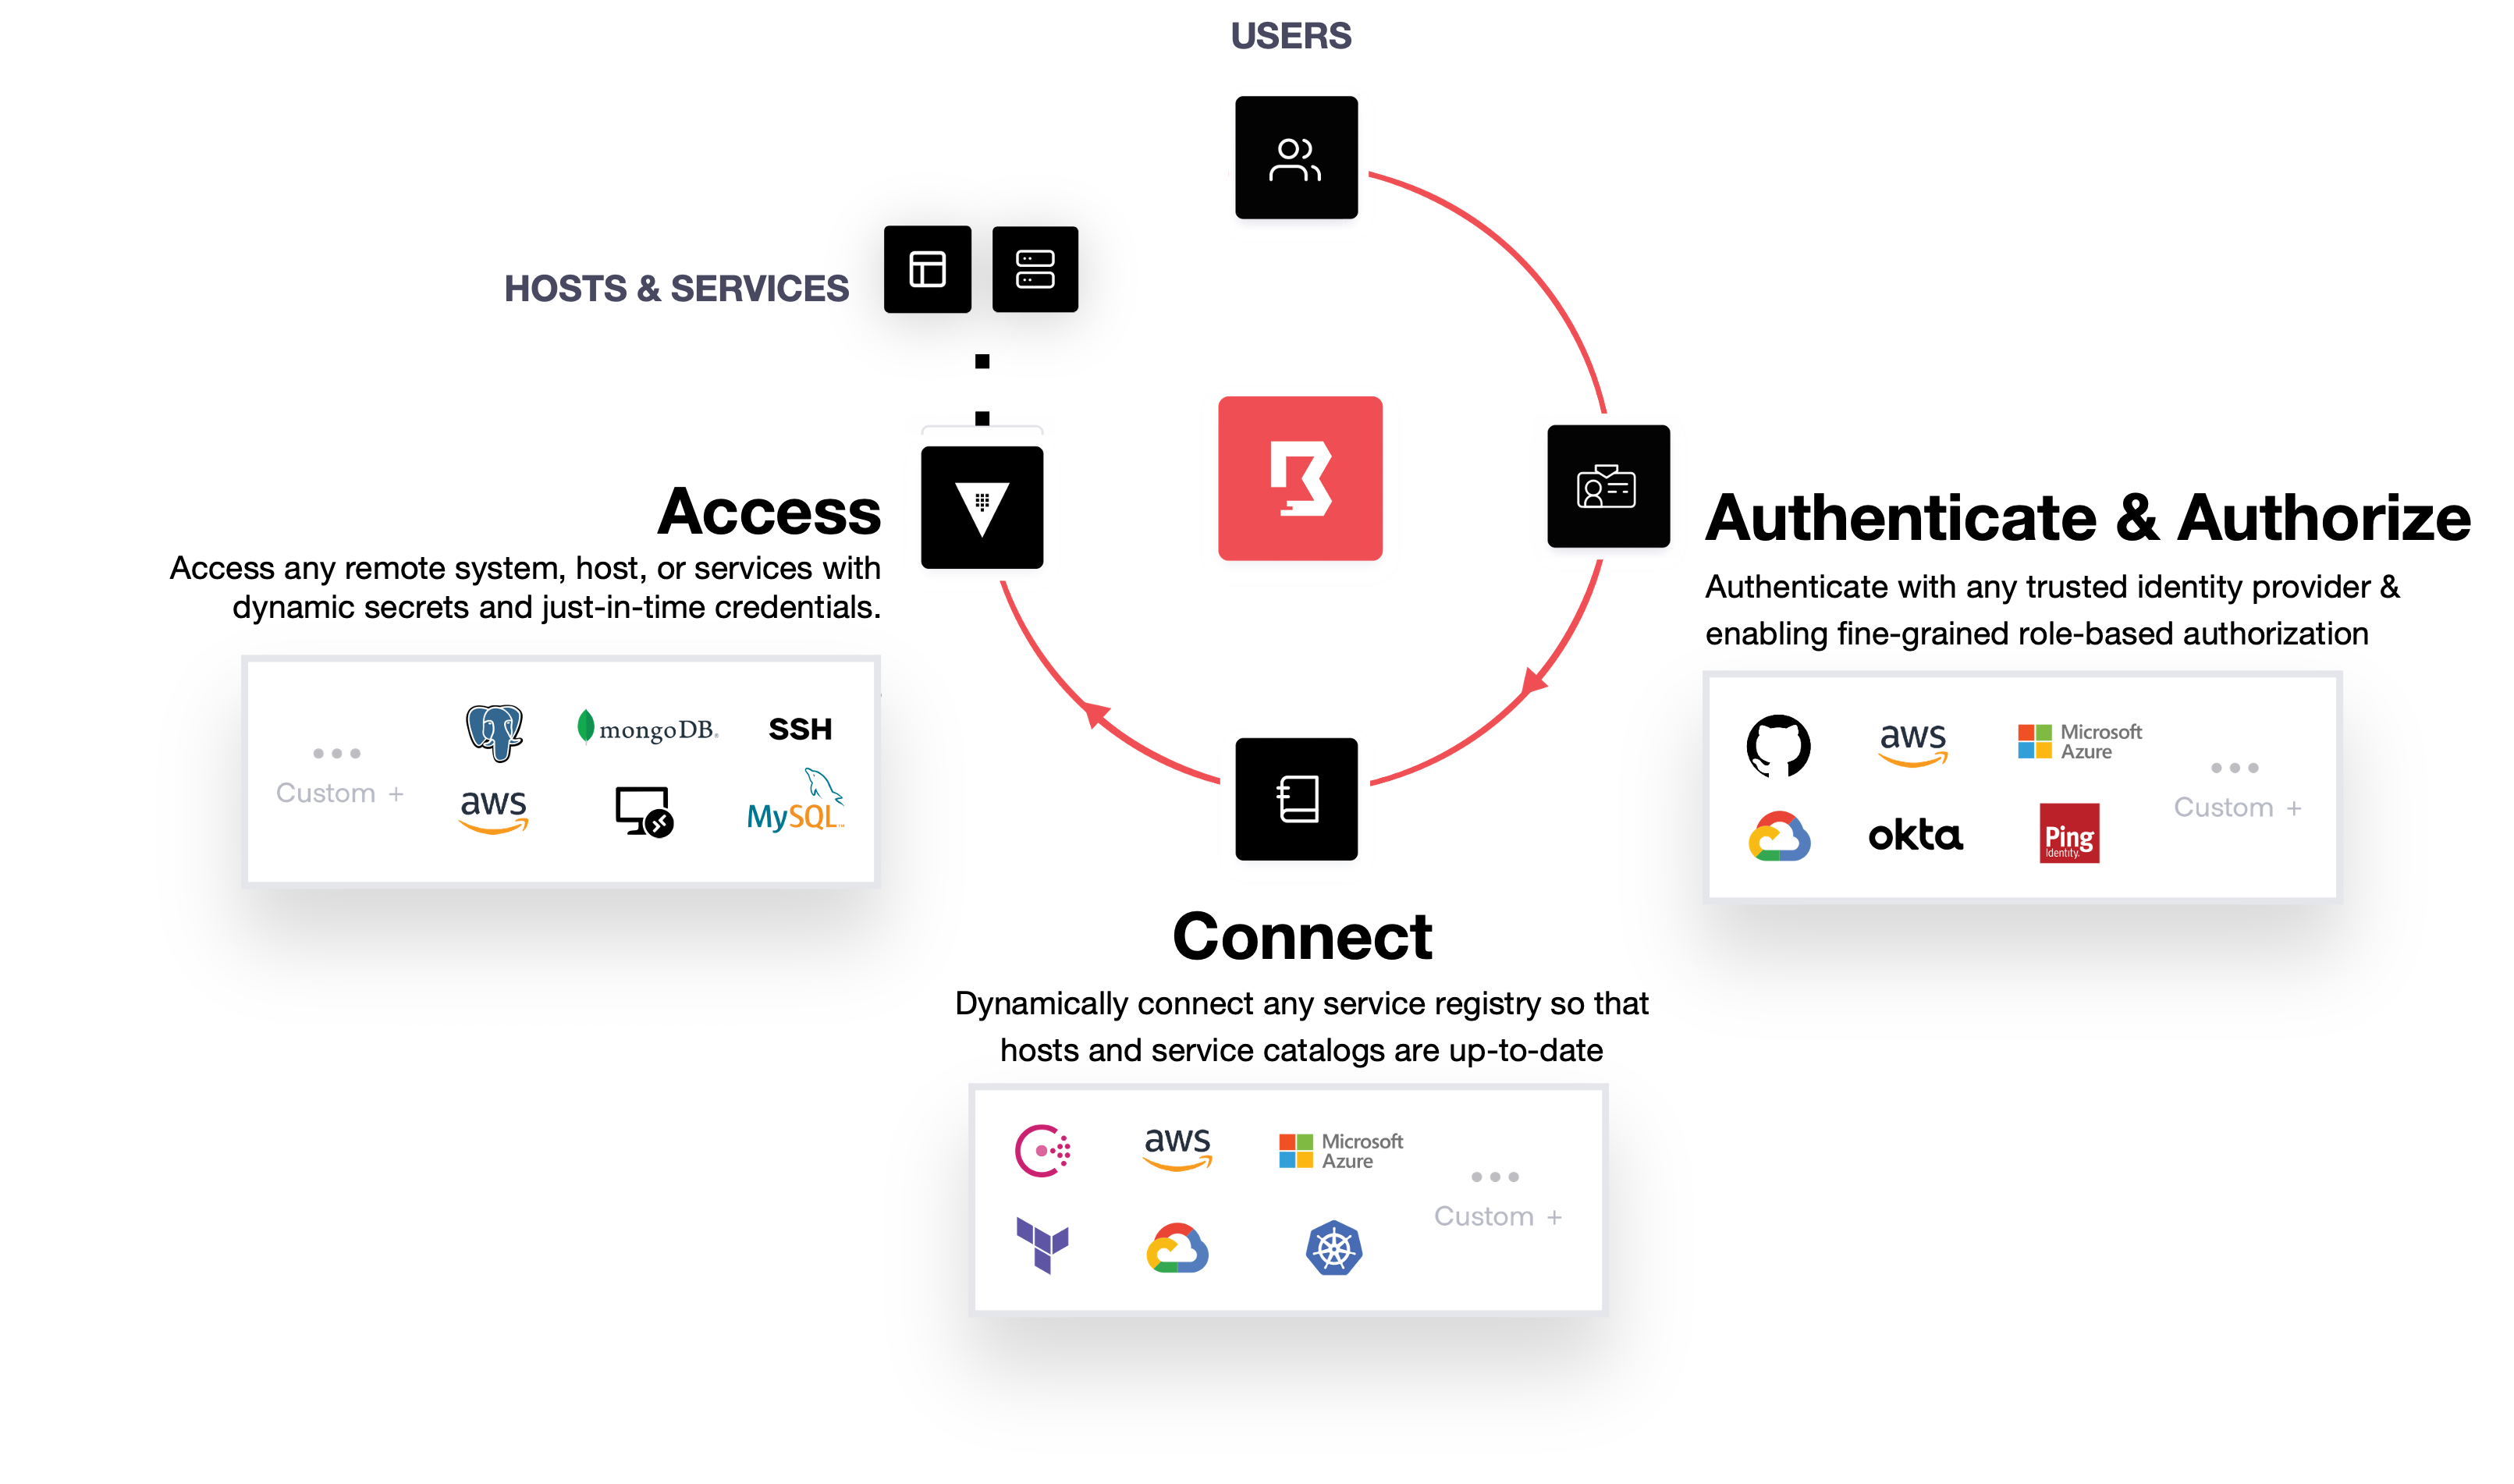 USERS
HOSTS & SERVICES
Access
Access any remote system, host, or services with
dynamic secrets and just-in-time credentials.
mongoDB®
SSH
Custom +
aws
MySQL™
Authenticate & Authorize
Authenticate with any trusted identity provider &
enabling fine-grained role-based authorization
aws
Microsoft
Azure
Custom +
okta
Ping
Identity.
Connect
Dynamically connect any service registry so that
hosts and service catalogs are up-to-date
aws
Microsoft
Azure
Custom +